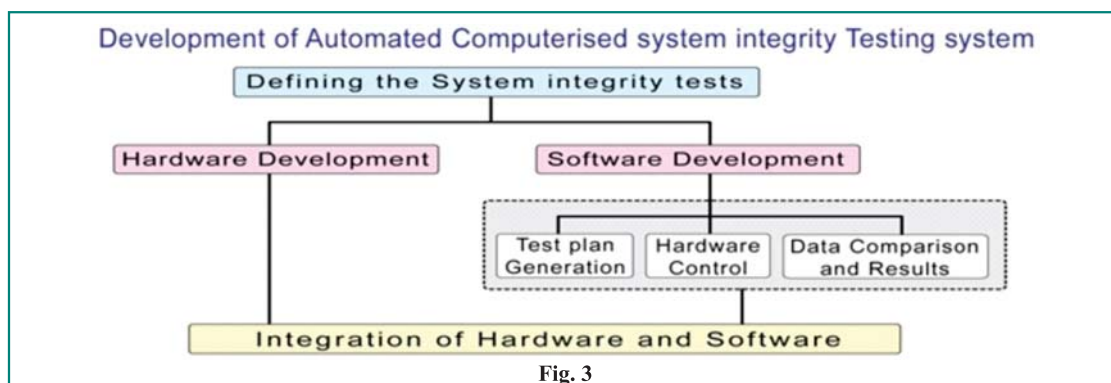 Development of Automated Computerised system integrity Testing system
Defining the System integrity tests
Hardware Development
Software Development
Test plan
Generation
Hardware
Control
Data Comparison
and Results
Integration of Hardware and Software
Fig. 3